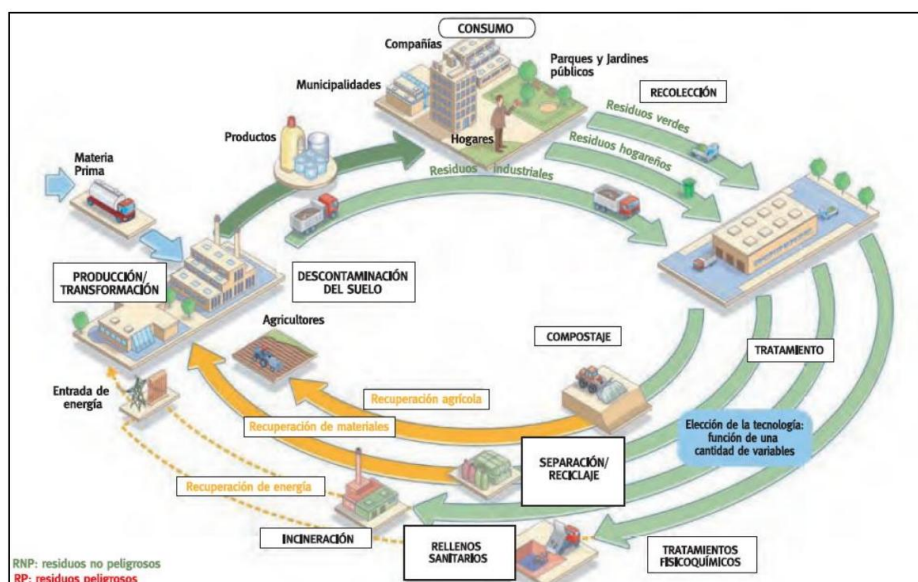 CONSUMO
Compañías
Municipalidades
Parques y Jardines
públicos
Hogares
RECOLECCIÓN
Residuos verdes
Residuos hogareños
Residuos industriales
Productos
Materia
Prima
PRODUCCIÓN/
TRANSFORMACIÓN
DESCONTAMINACIÓN
DEL SUELO
Agricultores
COMPOSTAJE
TRATAMIENTO
Entrada de
energía
Recuperación agrícola
Recuperación de materiales
Elección de la tecnología:
función de una
cantidad de variables
SEPARACIÓN/
RECICLAJE
Recuperación de energía
INCINERACIÓN
RELLENOS
SANITARIOS
TRATAMIENTOS
FISICOQUÍMICOS
RNP: residuos no peligrosos
RP: residuos peligrosos